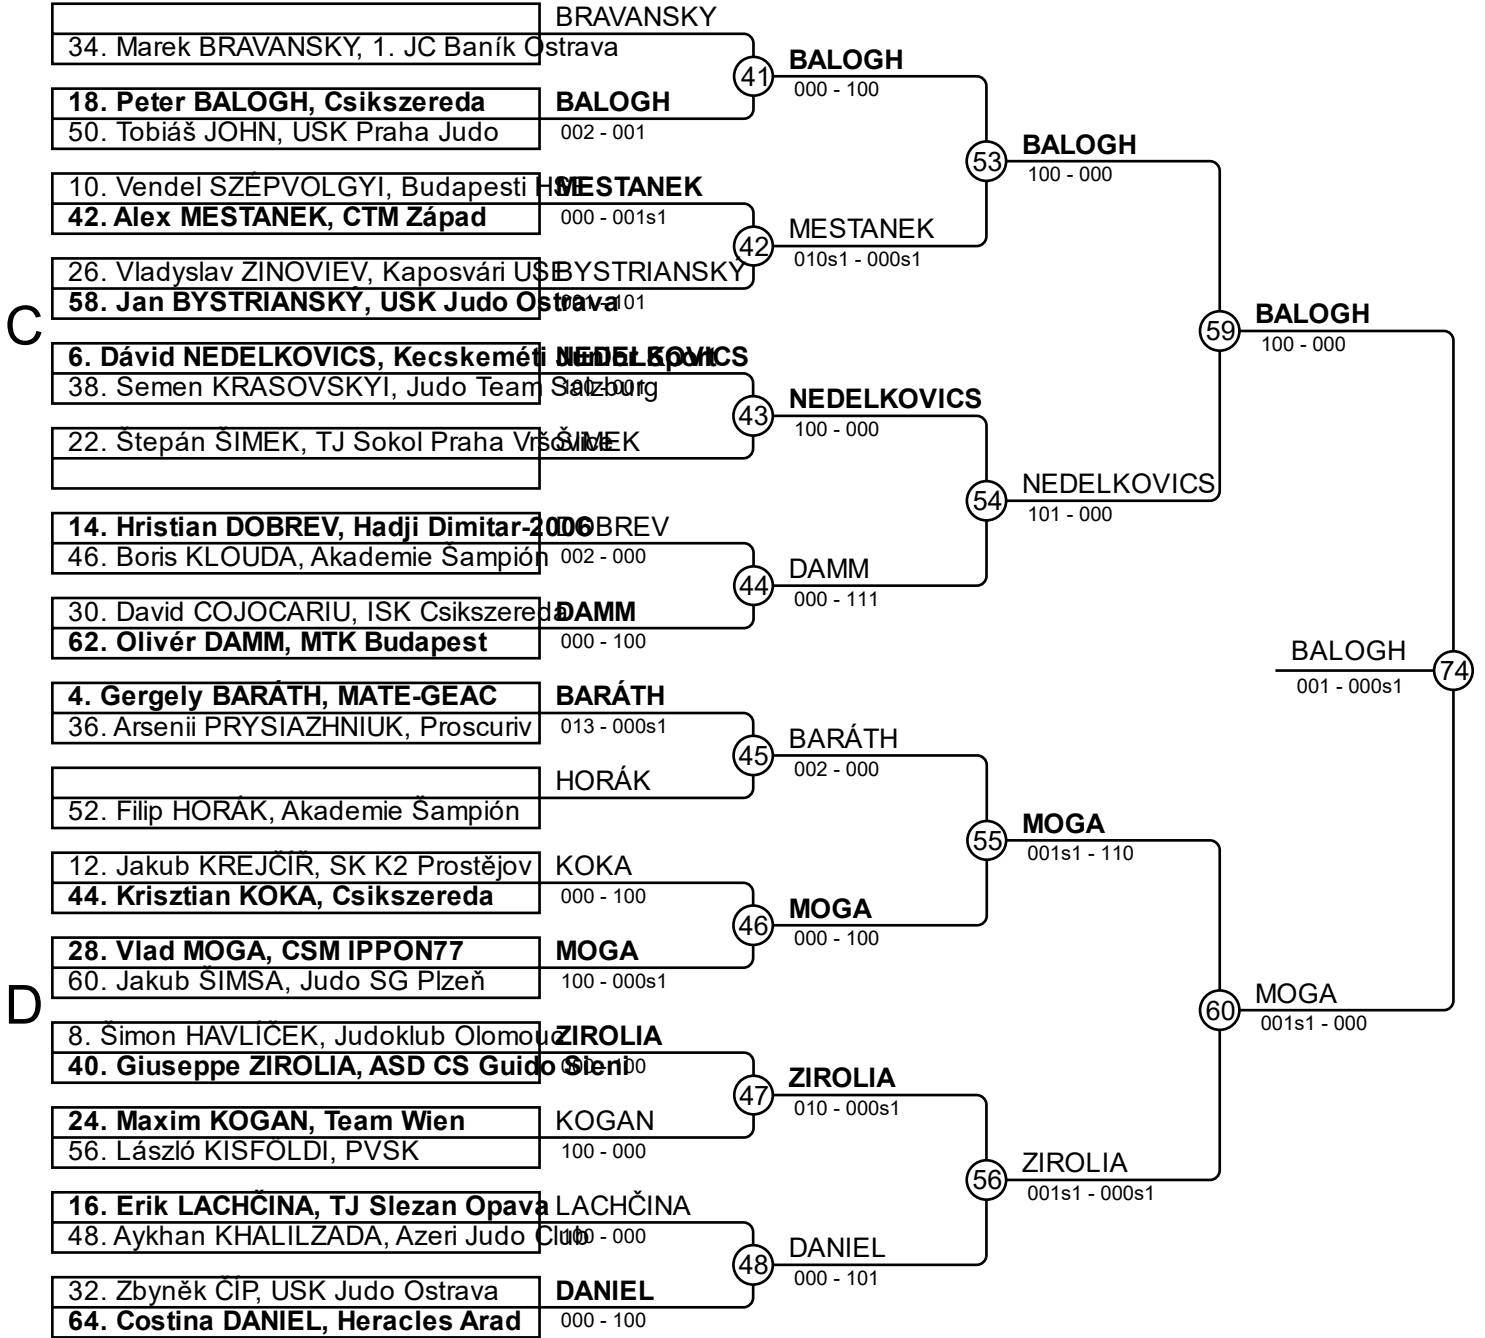 BRAVANSKY
34. Marek BRAVANSKY, 1. JC Baník Ostrava
41
BALOGH
000 - 100
18. Peter BALOGH, Csikszereda
BALOGH
50. Tobiáš JOHN, USK Praha Judo
002 - 001
53
BALOGH
100 - 000
10. Vendel SZÉPVOLGYI, Budapesti HSE
MESTANEK
42. Alex MESTANEK, CTM Západ
000 - 001s1
42
MESTANEK
010s1 - 000s1
26. Vladyslav ZINOVIEV, Kaposvári USE
BYSTRIANSKÝ
58. Jan BYSTRIANSKÝ, USK Judo Ostrava
001 - 101
C
59
BALOGH
100 - 000
6. Dávid NEDELKOVICS, Kecskeméti Junior Sport
NEDELKOVICS
38. Semen KRASOVSKYI, Judo Team Salzburg
100 - 001
43
NEDELKOVICS
100 - 000
22. Štepán ŠIMEK, TJ Sokol Praha Vršovice
ŠIMEK
54
NEDELKOVICS
101 - 000
14. Hristian DOBREV, Hadji Dimitar-2006
DOBREV
46. Boris KLOUDA, Akademie Šampión
002 - 000
44
DAMM
000 - 111
30. David COJOCARIU, ISK Csikszereda
DAMM
62. Olivér DAMM, MTK Budapest
000 - 100
BALOGH
74
001 - 000s1
4. Gergely BARÁTH, MATE-GEAC
BARÁTH
36. Arsenii PRYSIAZHNIUK, Proscuriv
013 - 000s1
45
BARÁTH
002 - 000
HORÁK
52. Filip HORÁK, Akademie Šampión
55
MOGA
001s1 - 110
12. Jakub KREJČÍŘ, SK K2 Prostějov
KOKA
44. Krisztian KOKA, Csikszereda
000 - 100
46
MOGA
000 - 100
28. Vlad MOGA, CSM IPPON77
MOGA
60. Jakub ŠIMSA, Judo SG Plzeň
100 - 000s1
D
60
MOGA
001s1 - 000
8. Šimon HAVLÍČEK, Judoklub Olomouc
ZIROLIA
40. Giuseppe ZIROLIA, ASD CS Guido Sieni
000 - 100
47
ZIROLIA
010 - 000s1
24. Maxim KOGAN, Team Wien
KOGAN
56. László KISFÖLDI, PVSK
100 - 000
56
ZIROLIA
001s1 - 000s1
16. Erik LACHČINA, TJ Slezan Opava
LACHČINA
48. Aykhan KHALILZADA, Azeri Judo Club
100 - 000
48
DANIEL
000 - 101
32. Zbyněk ČÍP, USK Judo Ostrava
DANIEL
64. Costina DANIEL, Heracles Arad
000 - 100